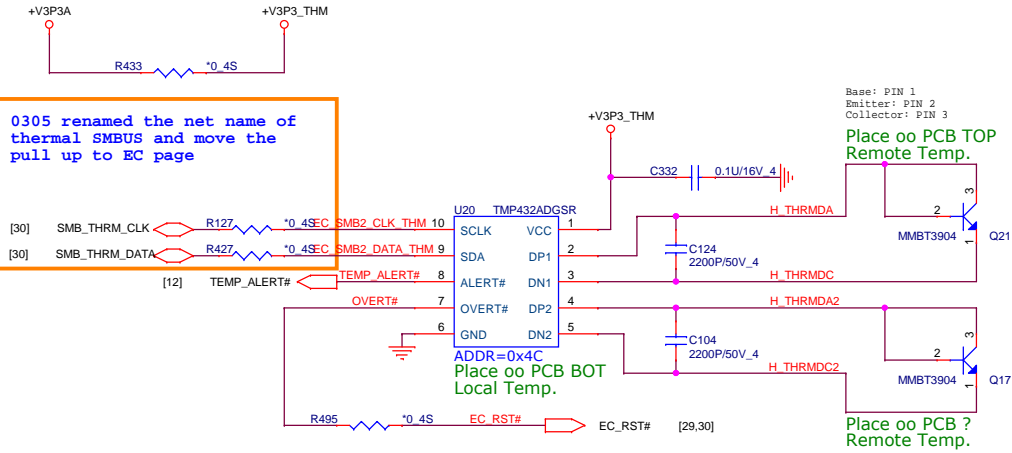 +V3P3A
+V3P3_THM
R433
*0_4S
0305 renamed the net name of
thermal SMBUS and move the
pull up to EC page
[30]
SMB_THRM_CLK
R127
*0_4S
EC_SMB2_CLK_THM
[30]
SMB_THRM_DATA
R427
*0_4S
EC_SMB2_DATA_THM
[12]
TEMP_ALERT#
TEMP_ALERT#
OVERT#
+V3P3_THM
C332
0.1U/16V_4
U20
TMP432ADGSR
10
SCLK
VCC
1
9
SDA
DP1
2
8
ALERT#
DN1
3
7
OVERT#
DP2
4
6
GND
DN2
5
ADDR=0x4C
Place oo PCB BOT
Local Temp.
R495
*0_4S
EC_RST#
EC_RST#
[29,30]
C124
2200P/50V_4
C104
2200P/50V_4
H_THRMDA
H_THRMDC
H_THRMDA2
H_THRMDC2
Base: PIN 1
Emitter: PIN 2
Collector: PIN 3
Place oo PCB TOP
Remote Temp.
3
2
1
MMBT3904
Q21
3
2
1
MMBT3904
Q17
Place oo PCB ?
Remote Temp.